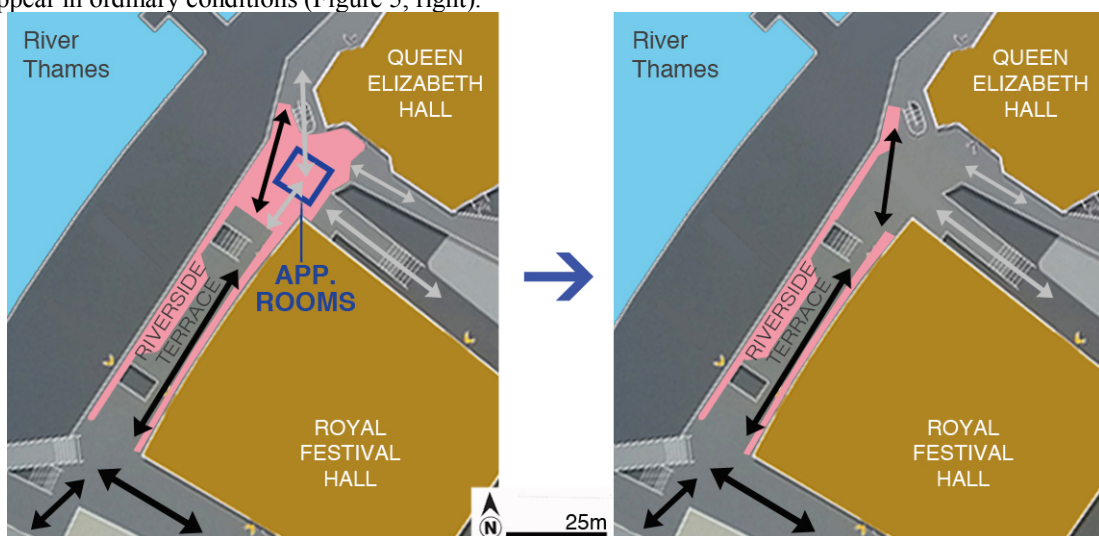 appear in ordinary conditions (Figure 5, right).
River
Thames
QUEEN
ELIZABETH
HALL
APP.
ROOMS
RIVERSIDE
TERRACE
ROYAL
FESTIVAL
HALL
N
25m
River
Thames
QUEEN
ELIZABETH
HALL
RIVERSIDE
TERRACE
ROYAL
FESTIVAL
HALL